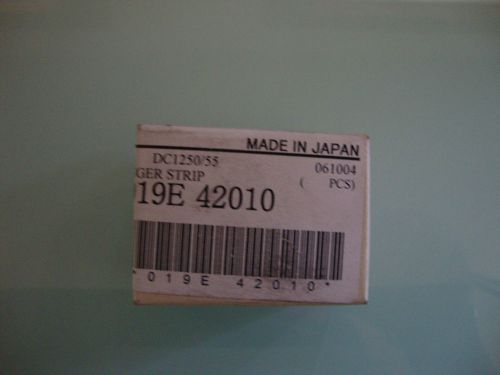 MADE IN JAPAN
DC1250/55 061004
GER STRIP ( PCS)
19E 42010
*019E 42010*